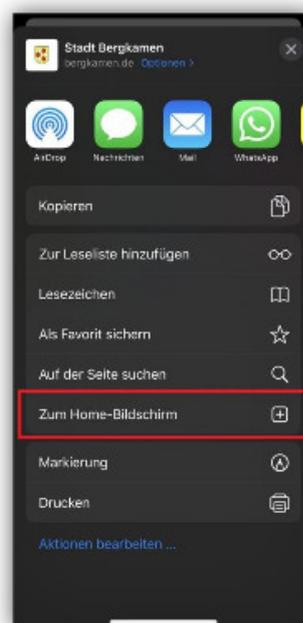 Stadt Bergkamen
bergkamen.de Optionen >
AirDrop Nachrichten Mail WhatsApp
Kopieren
Zur Leseliste hinzufügen
Lesezeichen
Als Favorit sichern
Auf der Seite suchen
Zum Home-Bildschirm
Markierung
Drucken
Aktionen bearbeiten ...